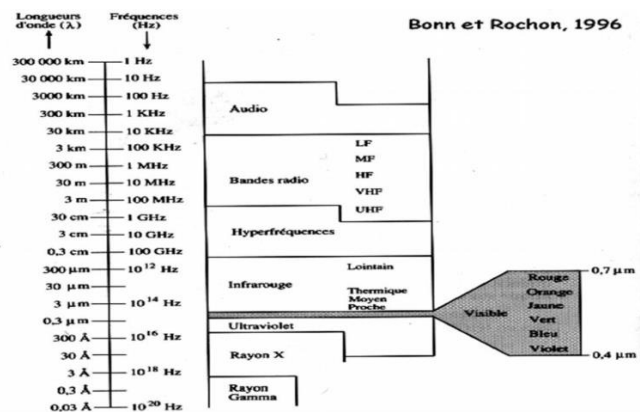 Longueurs d'onde (λ)
Fréquences (Hz)
Bonn et Rochon, 1996
300 000 km 1 Hz
30 000 km 10 Hz
3000 km 100 Hz
300 km 1 KHz
30 km 10 KHz
3 km 100 KHz
300 m 1 MHz
30 m 10 MHz
3 m 100 MHz
30 cm 1 GHz
3 cm 10 GHz
0,3 cm 100 GHz
300 µm 10¹² Hz
30 µm
3 µm 10¹⁴ Hz
0,3 µm
300 Å 10¹⁶ Hz
30 Å
3 Å 10¹⁸ Hz
0,3 Å
0,03 Å 10²⁰ Hz
Audio
Bandes radio
LF
MF
HF
VHF
UHF
Hyperfréquences
Infrarouge
Lointain
Thermique
Moyen
Proche
Ultraviolet
Rayon X
Rayon
Gamma
Visible
Rouge
Orange
Jaune
Vert
Bleu
Violet
0,7 µm
0,4 µm